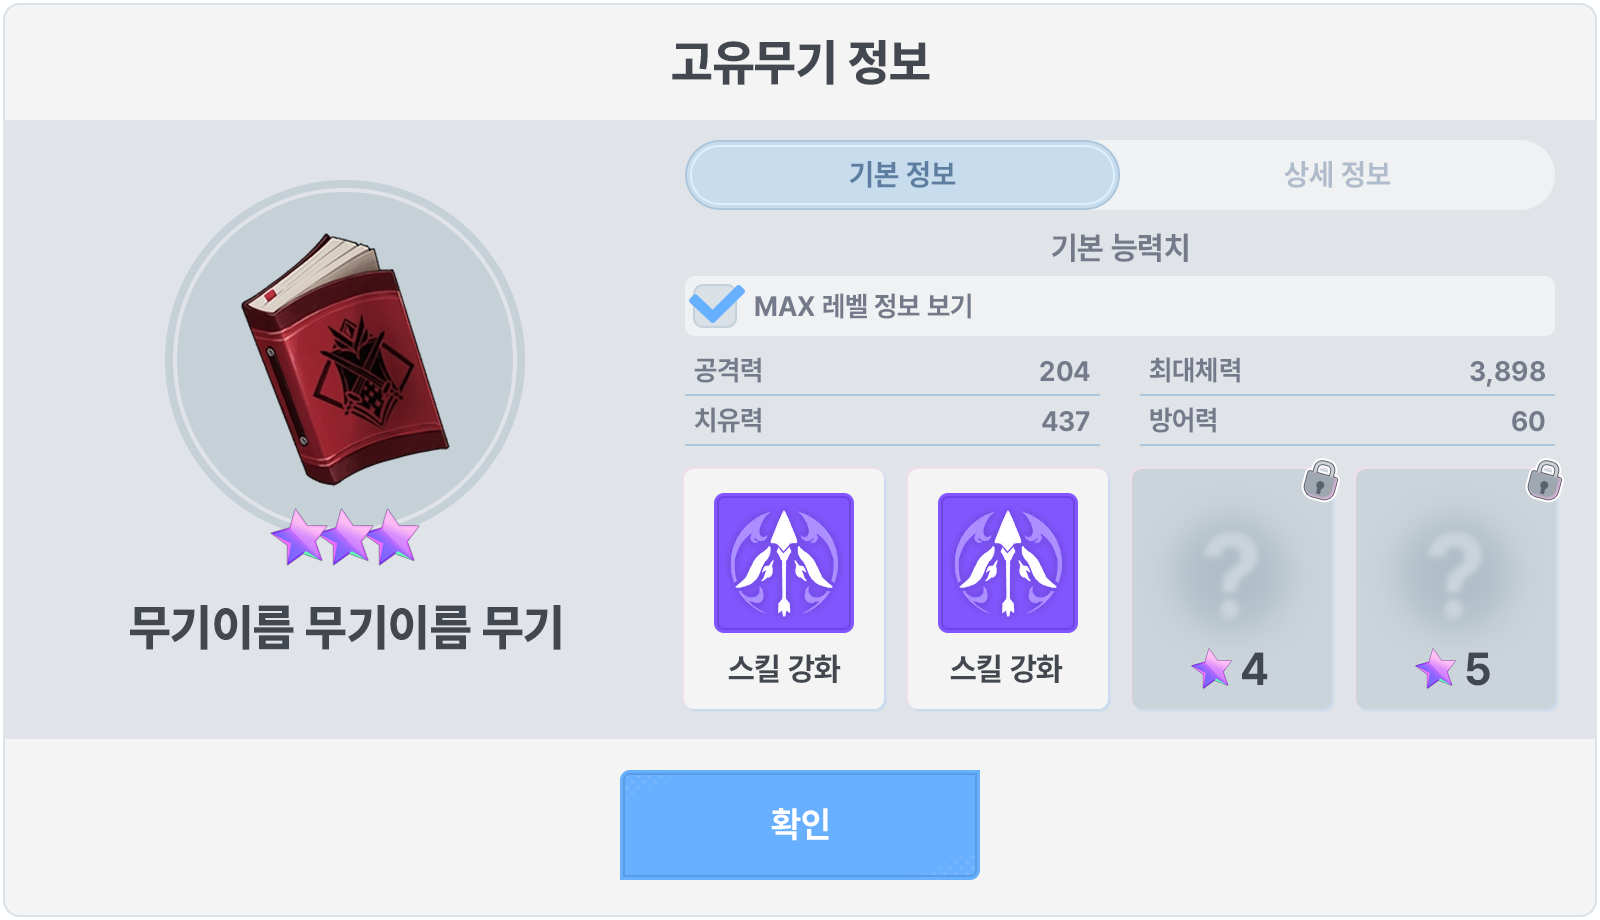 고유무기 정보
기본 정보
상세 정보
기본 능력치
MAX 레벨 정보 보기
공격력 204
최대체력 3,898
치유력 437
방어력 60
무기이름 무기이름 무기
스킬 강화
스킬 강화
? 
4
?
5
확인